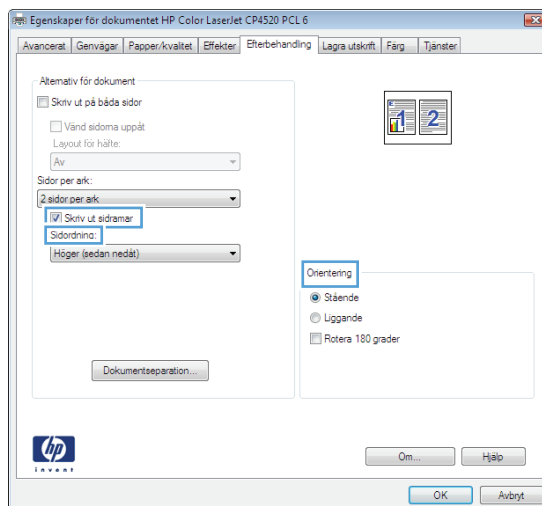 Egenskaper för dokumentet HP Color LaserJet CP4520 PCL 6
Avancerat Genvägar Papper/kvalitet Effekter Efterbehandling Lagra utskrift Färg Tjänster
Alternativ för dokument
Skriv ut på båda sidor
Vänd sidorna uppåt
Layout för häfte:
Av
Sidor per ark:
2 sidor per ark
Skriv ut sidramar
Sidordning:
Höger (sedan nedåt)
Dokumentseparation...
1 2
Orientering
Stående
Liggande
Rotera 180 grader
hp
invent
Om... Hjälp
OK Avbryt